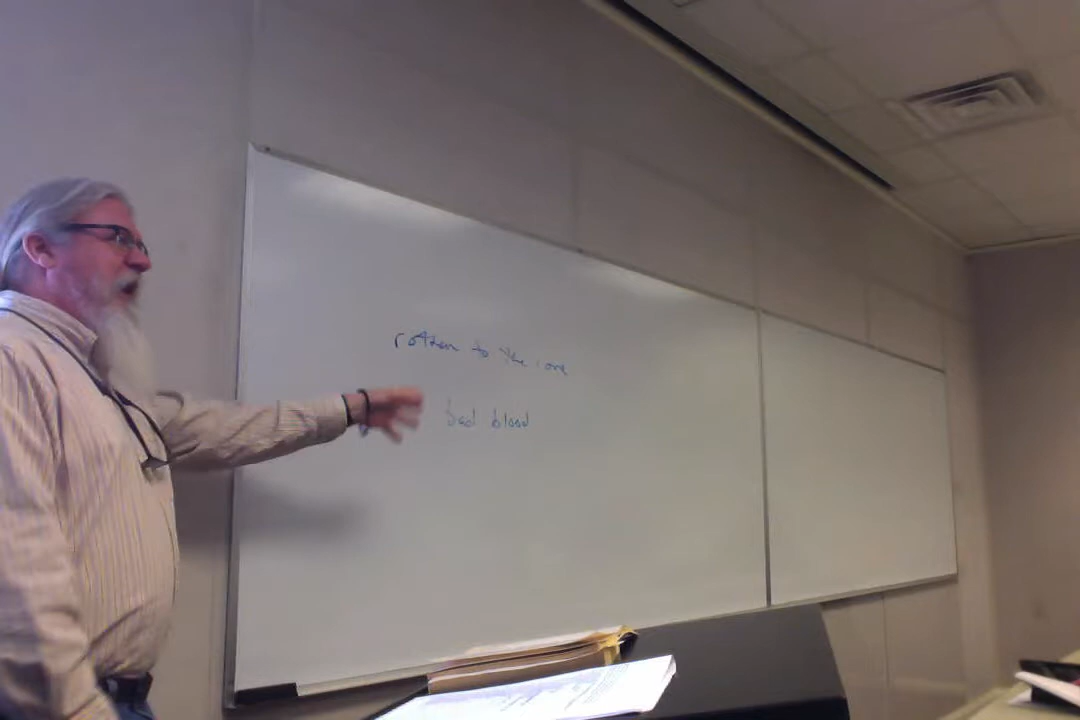 rotten to the core
bad blood